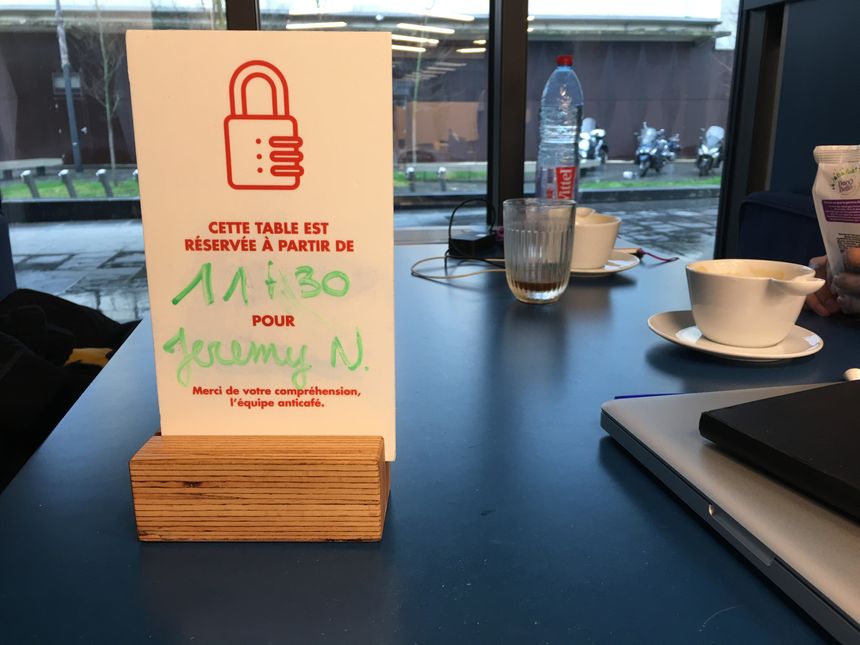 CETTE TABLE EST
RÉSERVÉE À PARTIR DE
11H30
POUR
Jeremy N.
Merci de votre compréhension,
l'équipe anticafé.
Vittel